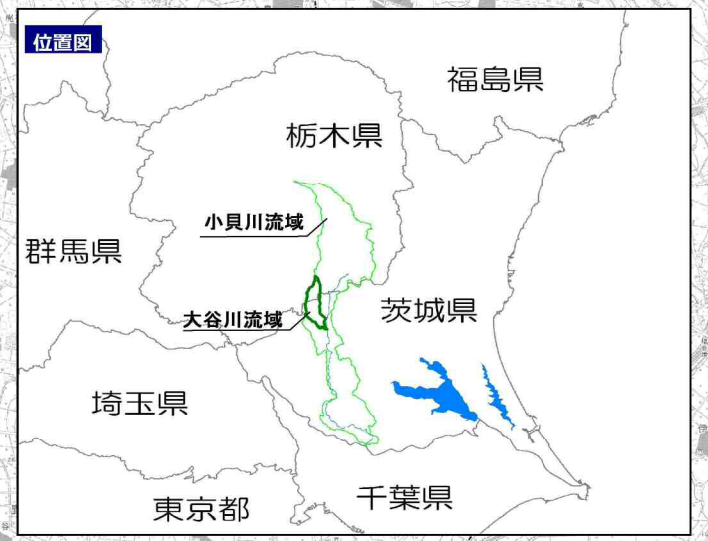 位置図
福島県
栃木県
小貝川流域
群馬県
茨城県
大谷川流域
埼玉県
千葉県
東京都